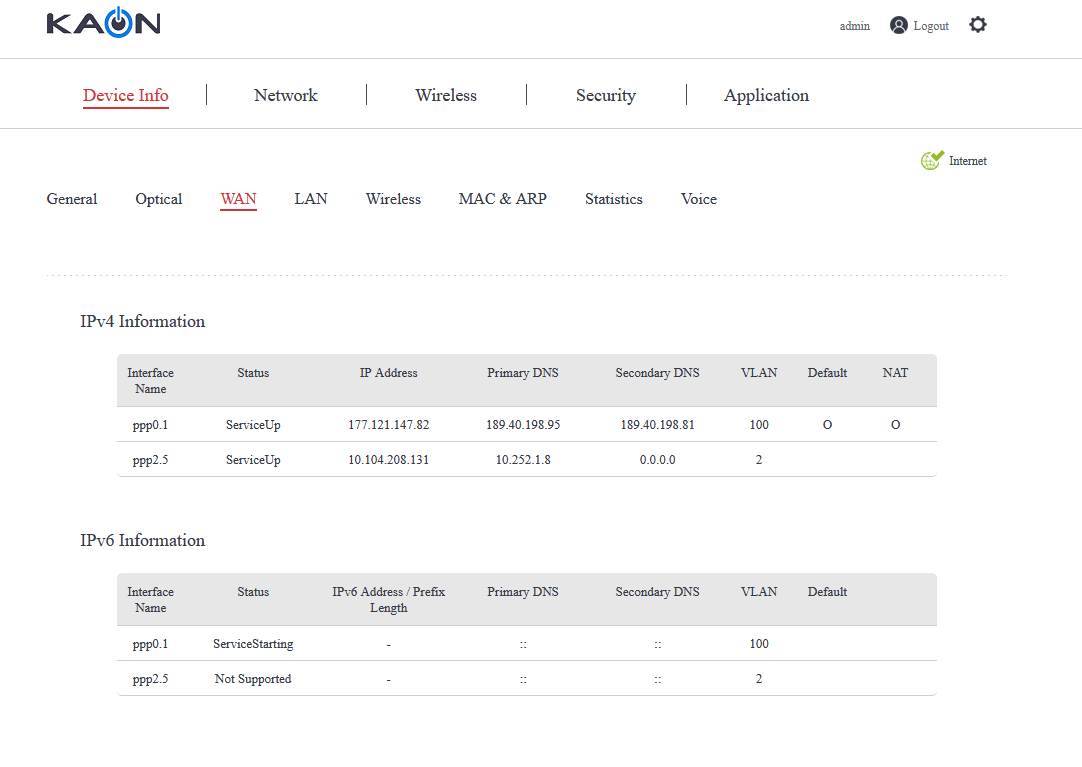 KAON
admin Logout
Device Info Network Wireless Security Application
Internet
General Optical WAN LAN Wireless MAC & ARP Statistics Voice
IPv4 Information
Interface Name Status IP Address Primary DNS Secondary DNS VLAN Default NAT
ppp0.1 ServiceUp 177.121.147.82 189.40.198.95 189.40.198.81 100 O O
ppp2.5 ServiceUp 10.104.208.131 10.252.1.8 0.0.0.0 2
IPv6 Information
Interface Name Status IPv6 Address / Prefix Length Primary DNS Secondary DNS VLAN Default
ppp0.1 ServiceStarting - :: :: 100
ppp2.5 Not Supported - :: :: 2